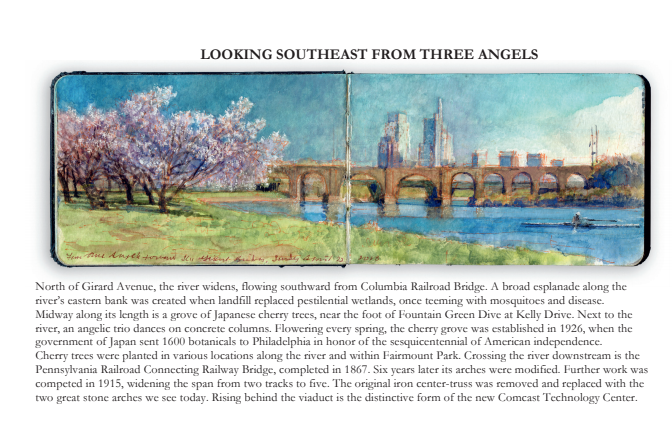 LOOKING SOUTHEAST FROM THREE ANGELS
North of Girard Avenue, the river widens, flowing southward from Columbia Railroad Bridge. A broad esplanade along the
river's eastern bank was created when landfill replaced pestilential wetlands, once teeming with mosquitoes and disease.
Midway along its length is a grove of Japanese cherry trees, near the foot of Fountain Green Dive at Kelly Drive. Next to the
river, an angelic trio dances on concrete columns. Flowering every spring, the cherry grove was established in 1926, when the
government of Japan sent 1600 botanicals to Philadelphia in honor of the sesquicentennial of American independence.
Cherry trees were planted in various locations along the river and within Fairmount Park. Crossing the river downstream is the
Pennsylvania Railroad Connecting Railway Bridge, completed in 1867. Six years later its arches were modified. Further work was
competed in 1915, widening the span from two tracks to five. The original iron center-truss was removed and replaced with the
two great stone arches we see today. Rising behind the viaduct is the distinctive form of the new Comcast Technology Center.